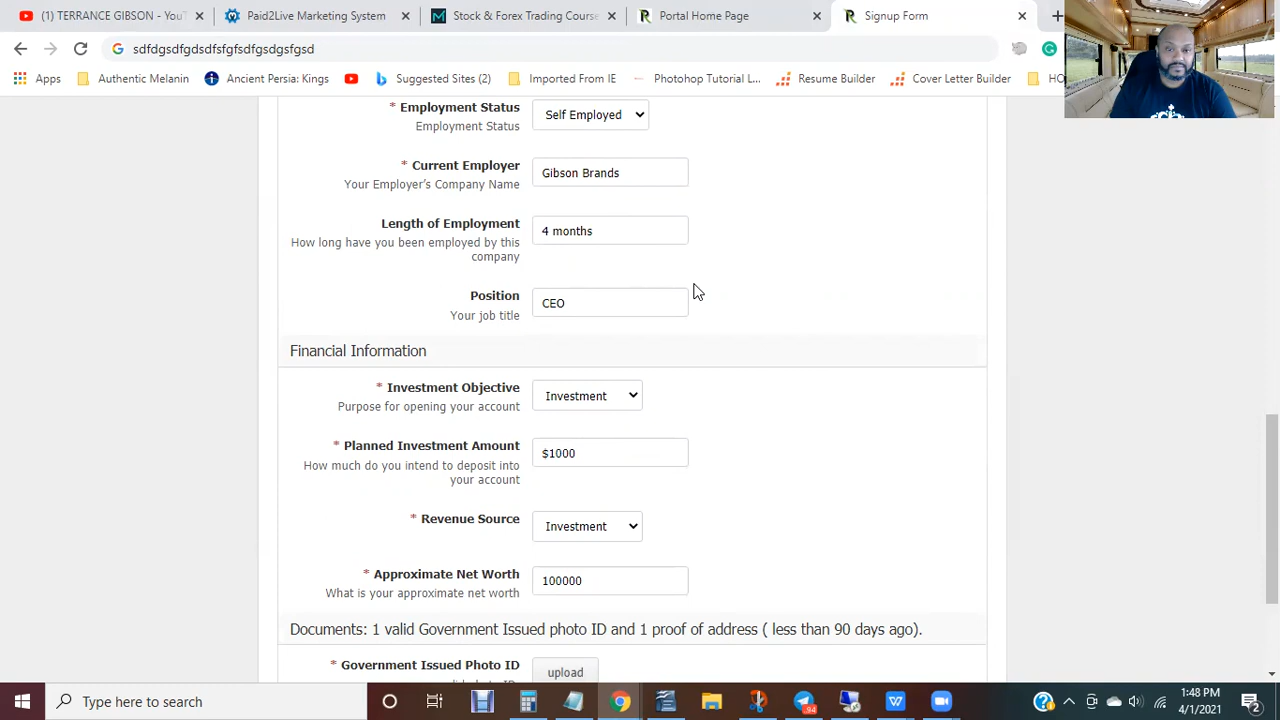 (1) TERRANCE GIBSON - YouT
Paid2Live Marketing System
Stock & Forex Trading Course
Portal Home Page
Signup Form
sdfdgsdfgdsdfsfgfsdfgsdgsfgsd
Apps
Authentic Melanin
Ancient Persia: Kings
Suggested Sites (2)
Imported From IE
Photohop Tutorial L...
Resume Builder
Cover Letter Builder
HO
* Employment Status
Employment Status
Self Employed
* Current Employer
Your Employer's Company Name
Gibson Brands
Length of Employment
How long have you been employed by this
company
4 months
Position
Your job title
CEO
Financial Information
* Investment Objective
Purpose for opening your account
Investment
* Planned Investment Amount
How much do you intend to deposit into
your account
$1000
* Revenue Source
Investment
* Approximate Net Worth
What is your approximate net worth
100000
Documents: 1 valid Government Issued photo ID and 1 proof of address ( less than 90 days ago).
* Government Issued Photo ID
upload
Type here to search
94
1:48 PM
4/1/2021
2